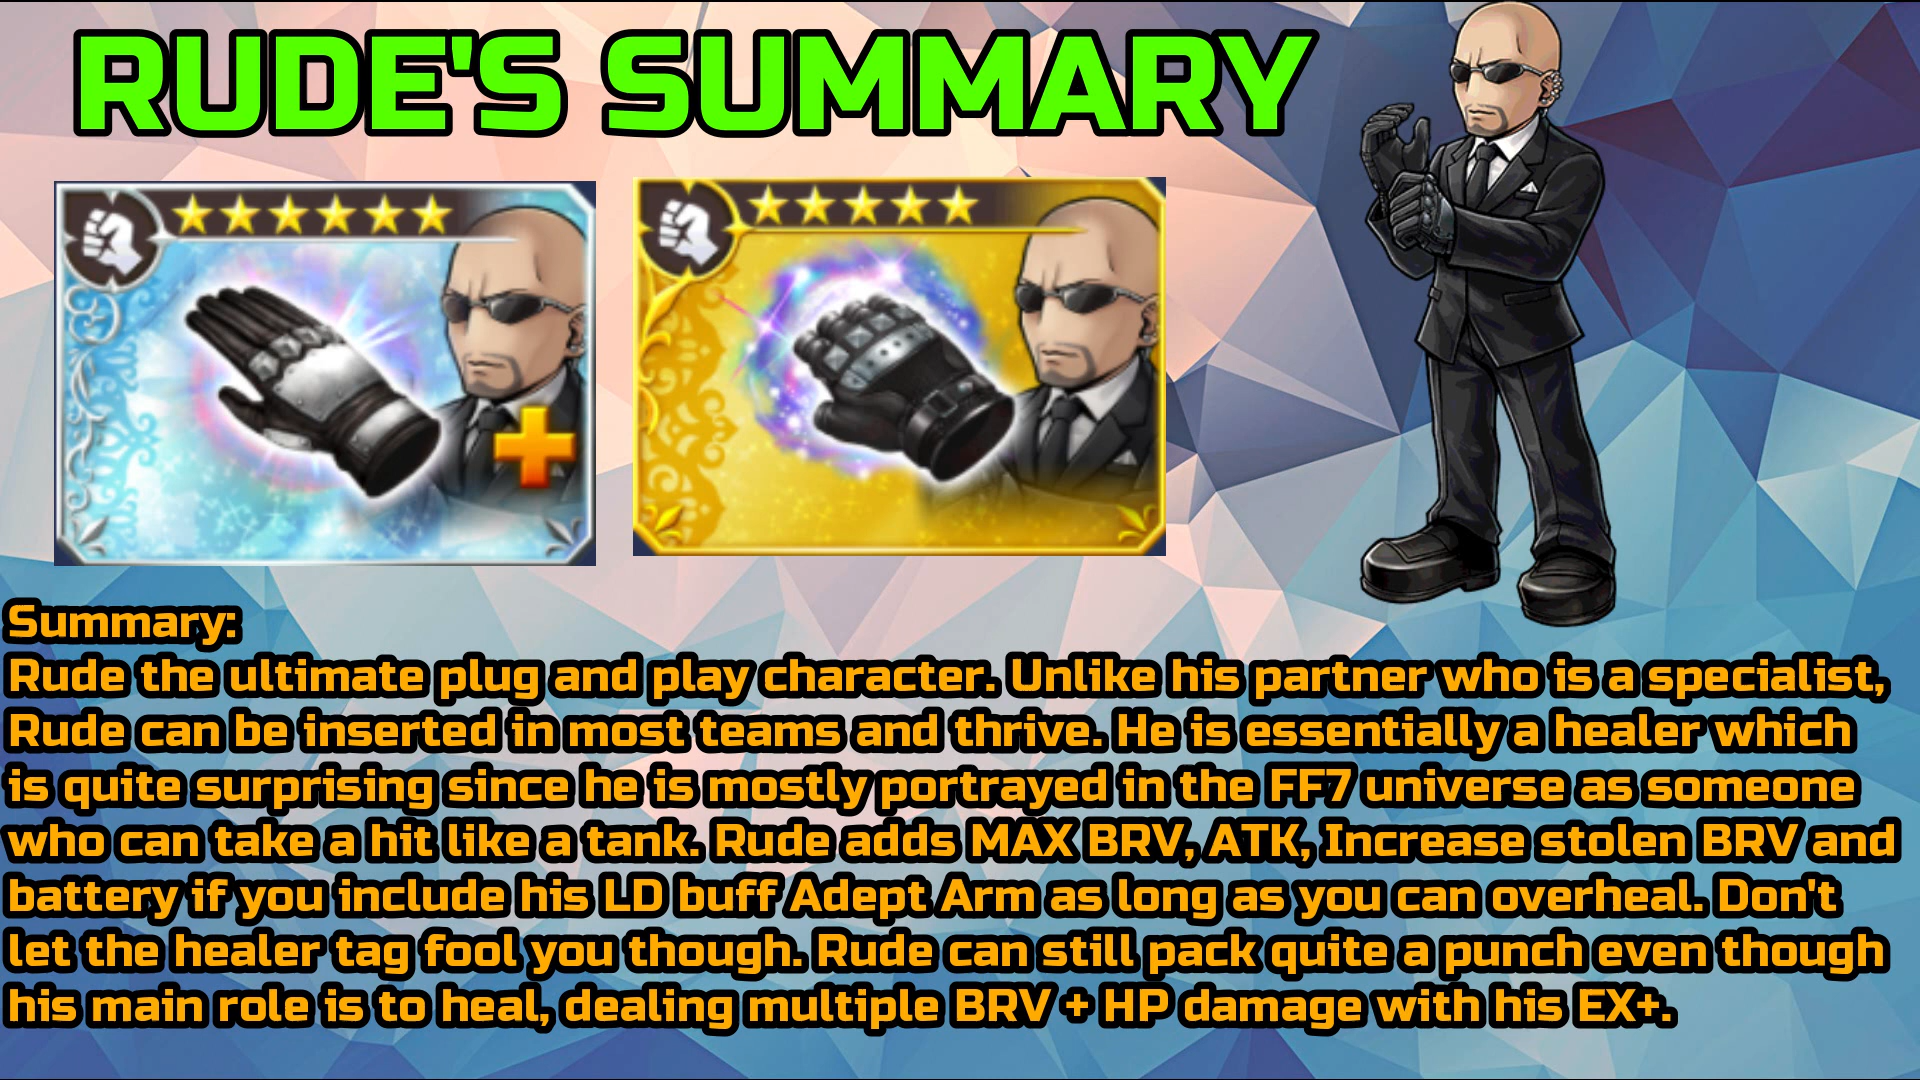 RUDE'S SUMMARY
Summary:
Rude the ultimate plug and play character. Unlike his partner who is a specialist,
Rude can be inserted in most teams and thrive. He is essentially a healer which
is quite surprising since he is mostly portrayed in the FF7 universe as someone
who can take a hit like a tank. Rude adds MAX BRV, ATK, Increase stolen BRV and
battery if you include his LD buff Adept Arm as long as you can overheal. Don't
let the healer tag fool you though. Rude can still pack quite a punch even though
his main role is to heal, dealing multiple BRV + HP damage with his EX+.